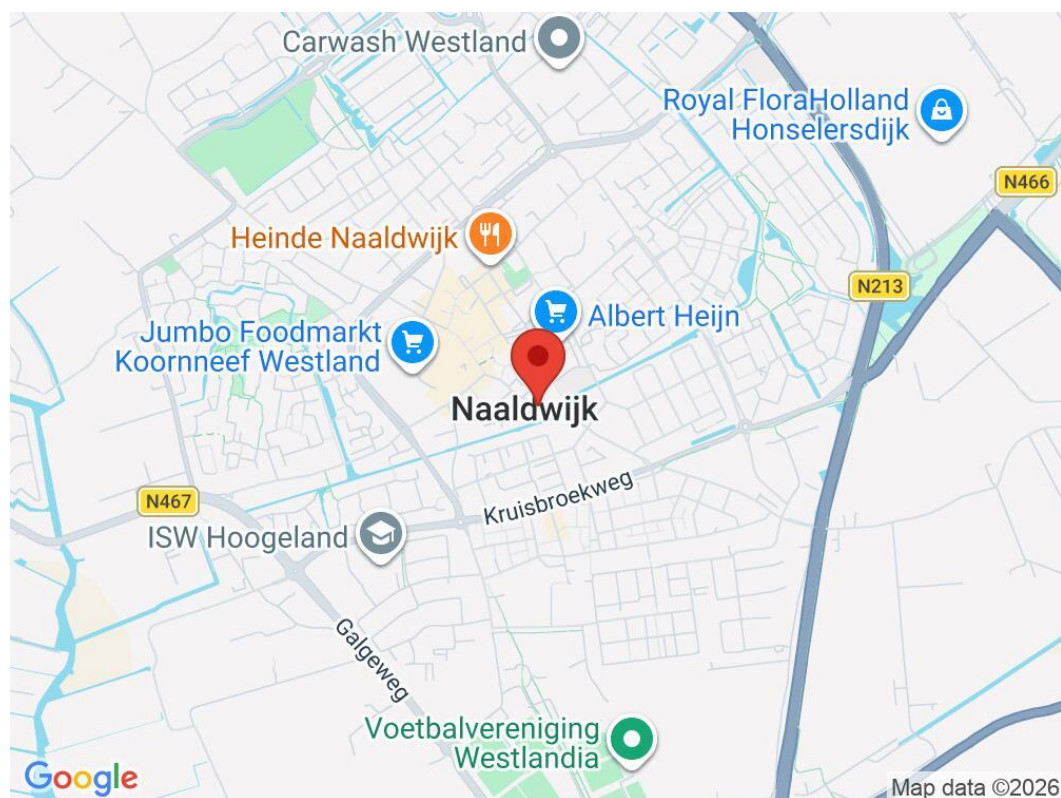 Carwash Westland
Royal FloraHolland
Honselersdijk
N466
Heinde Naaldwijk
N213
Albert Heijn
Jumbo Foodmarkt
Koornneef Westland
Naaldwijk
Kruisbroekweg
N467
ISW Hoogeland
Galgeweg
Voetbalvereniging
Westlandia
Google
Map data ©2026